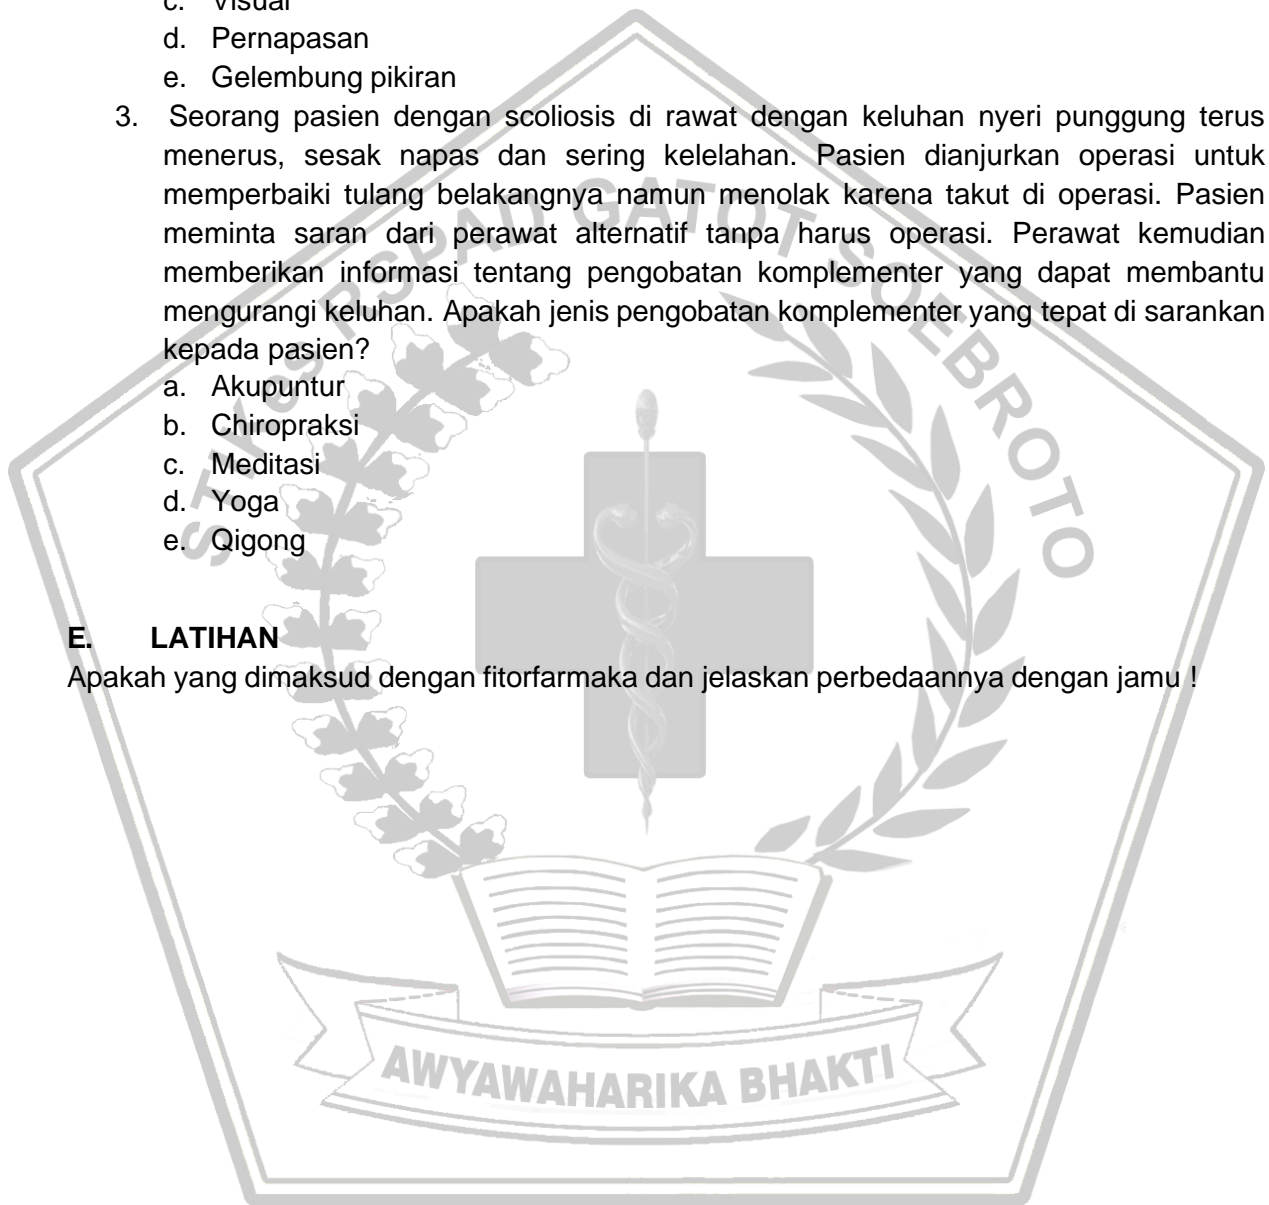 c. Visual
d. Pernapasan
e. Gelembung pikiran
3. Seorang pasien dengan scoliosis di rawat dengan keluhan nyeri punggung terus
menerus, sesak napas dan sering kelelahan. Pasien dianjurkan operasi untuk
memperbaiki tulang belakangnya namun menolak karena takut di operasi. Pasien
meminta saran dari perawat alternatif tanpa harus operasi. Perawat kemudian
memberikan informasi tentang pengobatan komplementer yang dapat membantu
mengurangi keluhan. Apakah jenis pengobatan komplementer yang tepat di sarankan
kepada pasien?
a. Akupuntur
b. Chiropraksi
c. Meditasi
d. Yoga
e. Qigong
E. LATIHAN
Apakah yang dimaksud dengan fitorfarmaka dan jelaskan perbedaannya dengan jamu !
STIKes RSPAD GATOT SOEBROTO
AWYAWAHARIKA BHAKTI